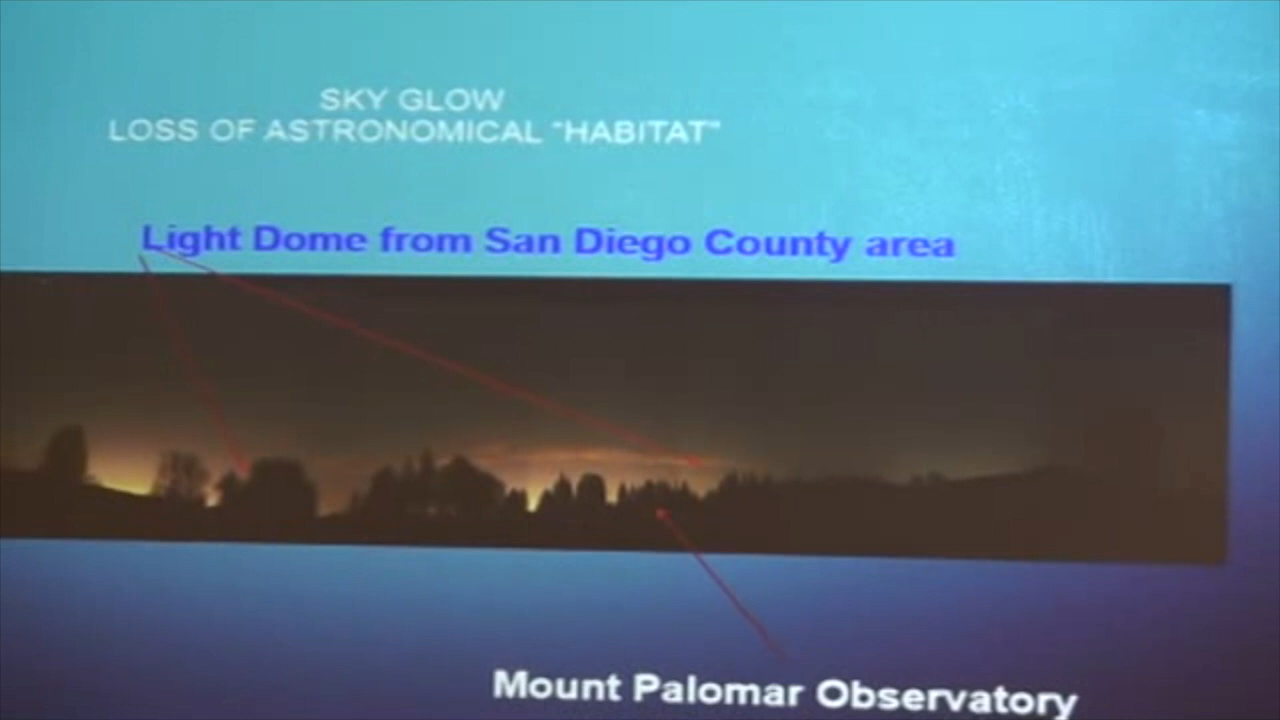 SKY GLOW
LOSS OF ASTRONOMICAL "HABITAT"
Light Dome from San Diego County area
Mount Palomar Observatory